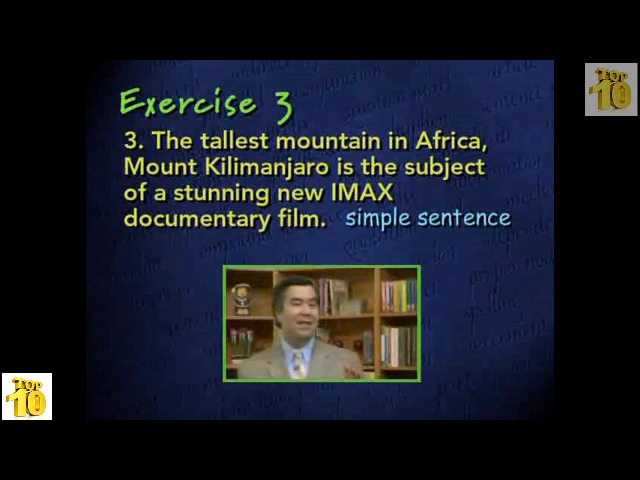 TOP
10
Exercise 3
3. The tallest mountain in Africa,
Mount Kilimanjaro is the subject
of a stunning new IMAX
documentary film. simple sentence
TOP
10